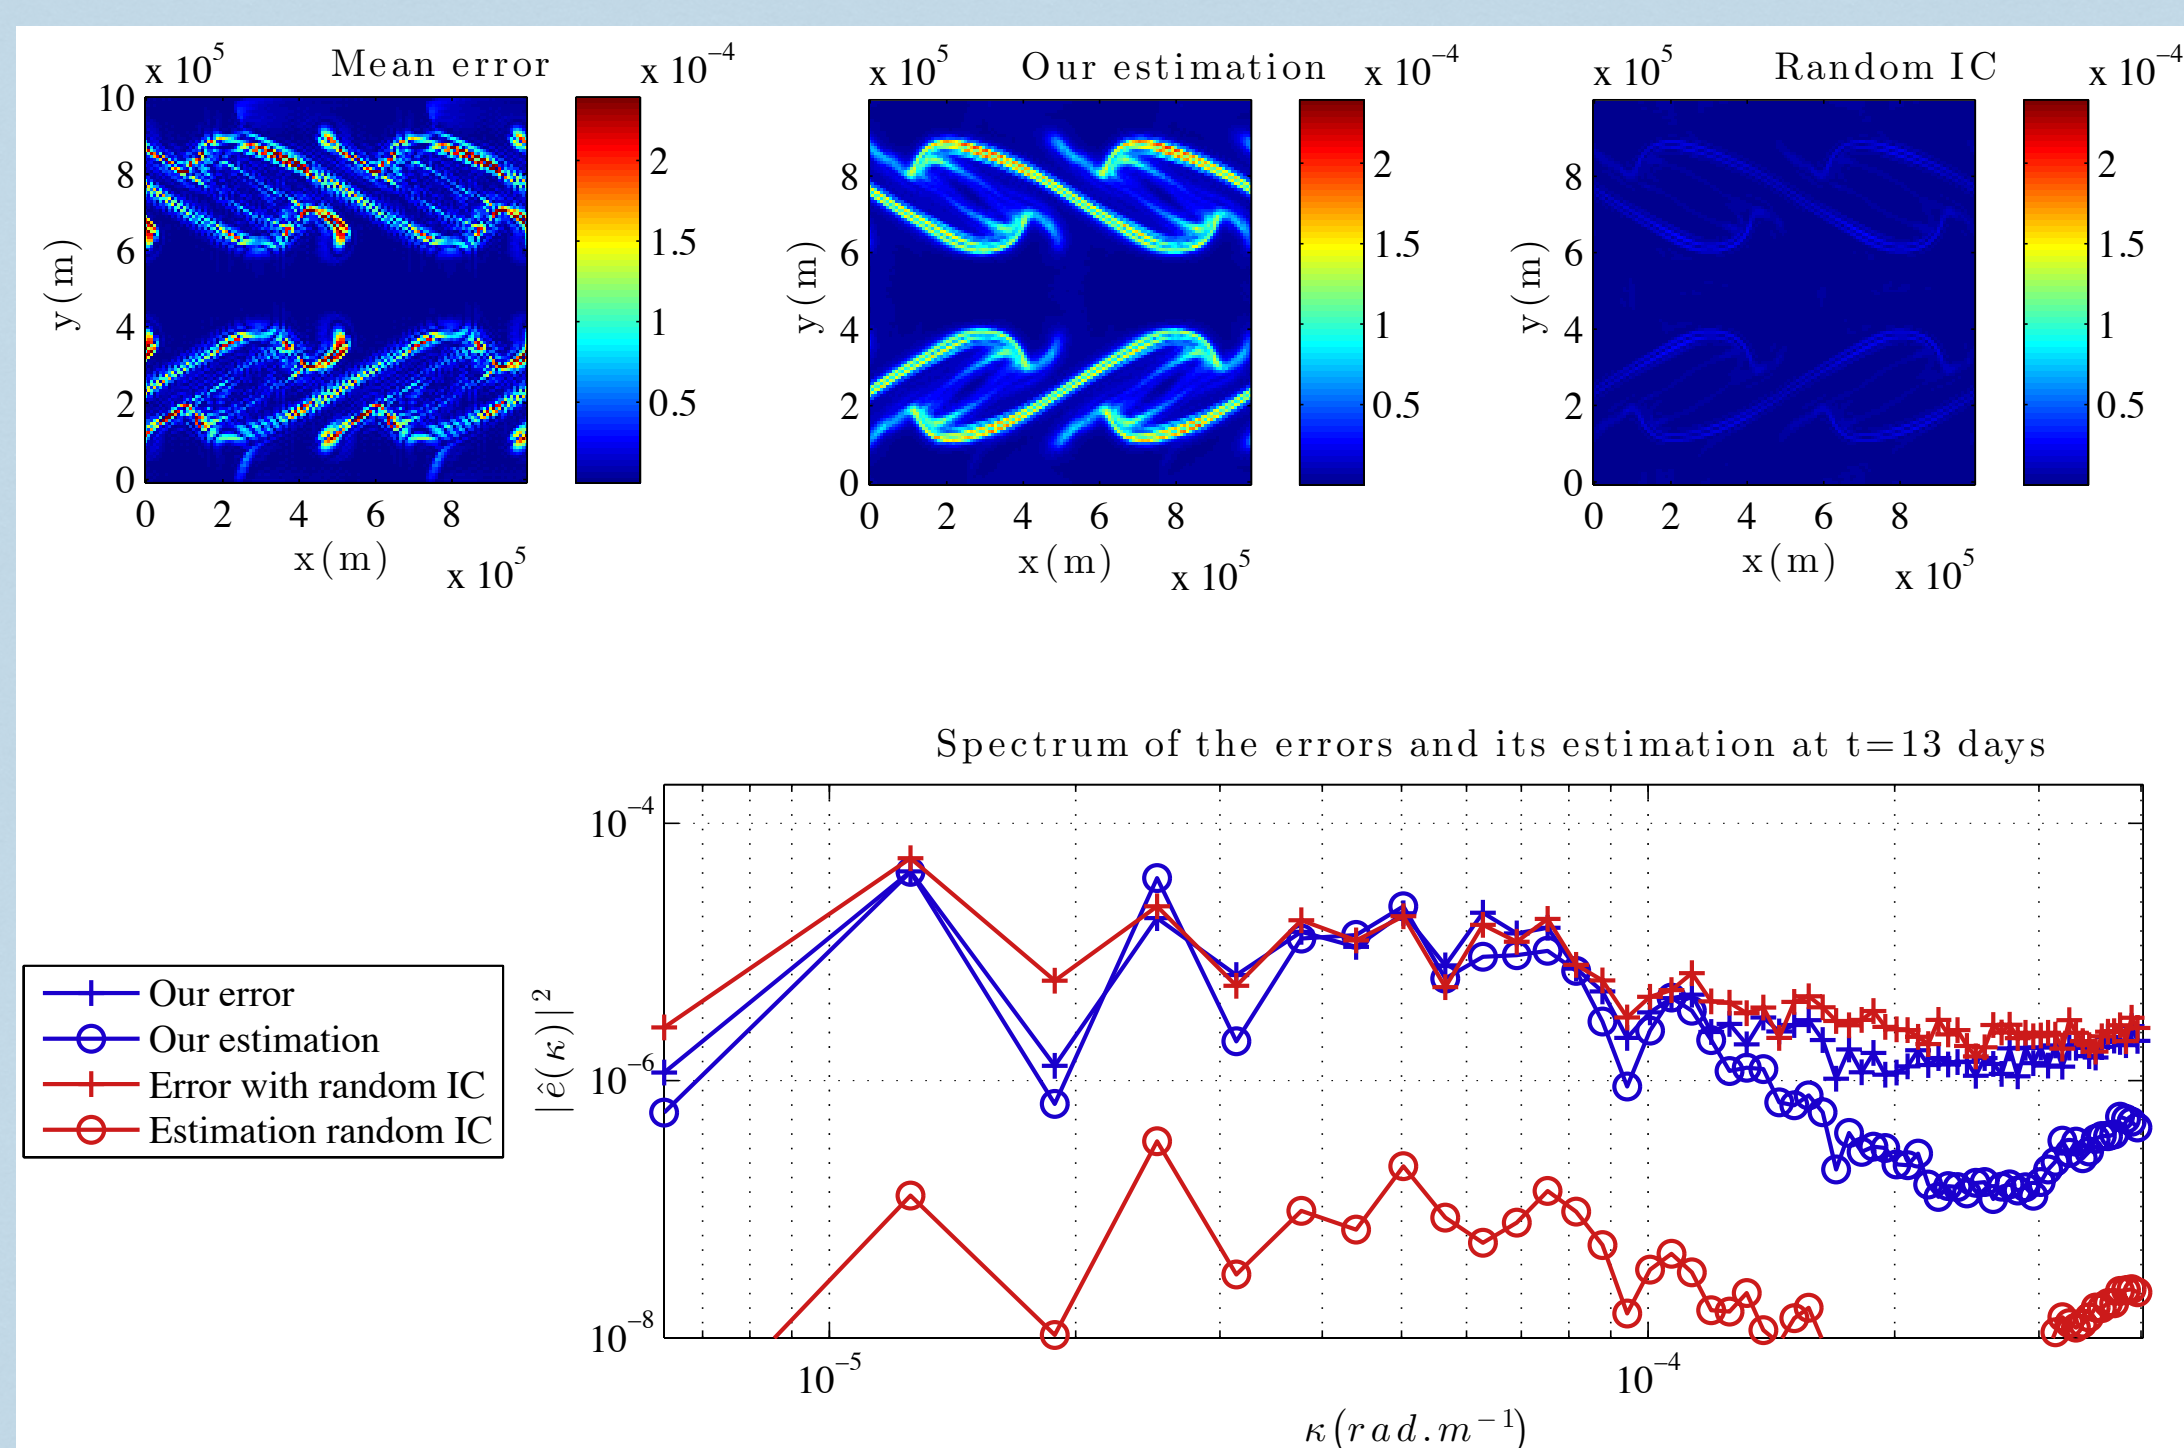 x 10^5 Mean error x 10^−4
10
8
6
4
2
0
y(m)
0 2 4 6 8
x(m)
x 10^5
2
1.5
1
0.5
x 10^5 Our estimation x 10^−4
8
6
4
2
0
y(m)
0 2 4 6 8
x(m)
x 10^5
2
1.5
1
0.5
x 10^5 Random IC x 10^−4
8
6
4
2
0
y(m)
0 2 4 6 8
x(m)
x 10^5
2
1.5
1
0.5
Spectrum of the errors and its estimation at t=13 days
10^−4
10^−6
10^−8
|ê(κ)|^2
Our error
Our estimation
Error with random IC
Estimation random IC
10^−5 10^−4
κ(rad.m^−1)